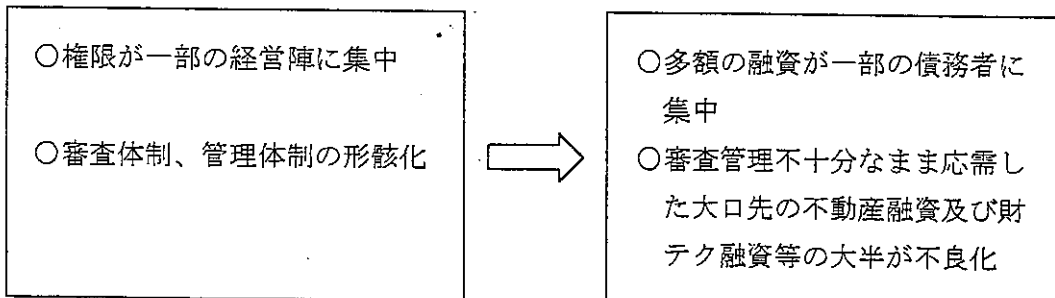 ○権限が一部の経営陣に集中
○審査体制、管理体制の形骸化
○多額の融資が一部の債務者に
集中
○審査管理不十分なまま応需し
た大口先の不動産融資及び財
テク融資等の大半が不良化